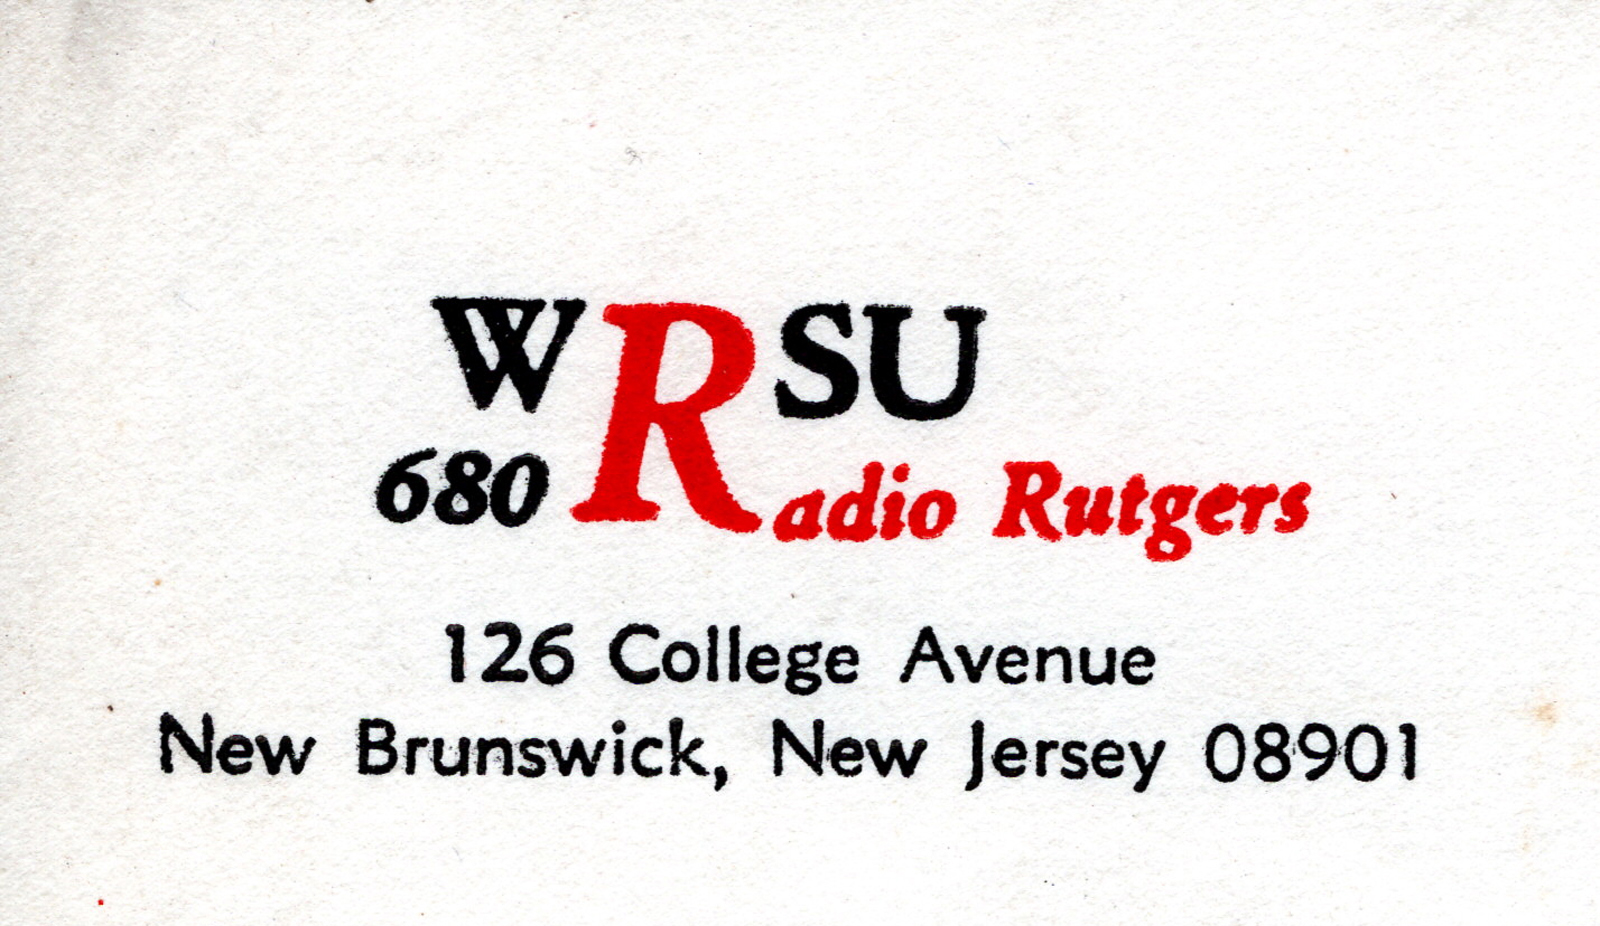 WRSU
680 Radio Rutgers
126 College Avenue
New Brunswick, New Jersey 08901